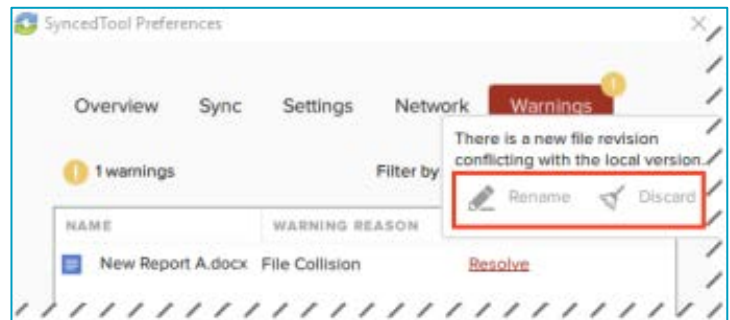 SyncedTool Preferences
Overview Sync Settings Network Warnings
There is a new file revision
conflicting with the local version.
1 warnings Filter by
Rename Discard
NAME WARNING REASON
New Report A.docx File Collision Resolve